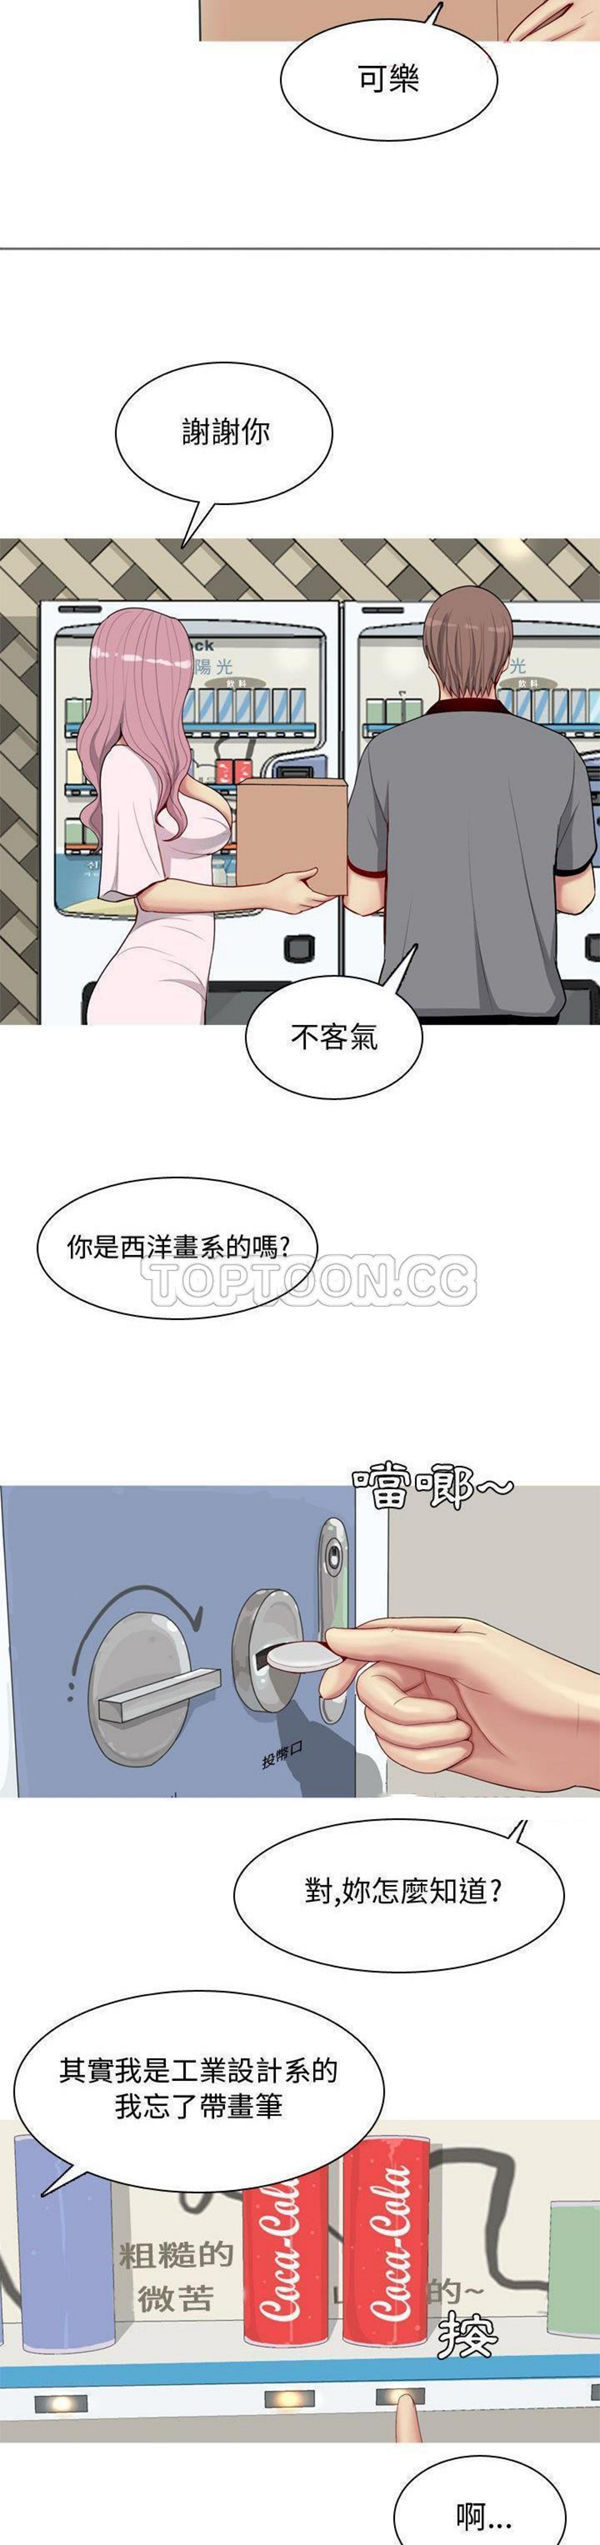 可樂
謝謝你
ock
陽光
飲料
光
飲料
不客氣
你是西洋畫系的嗎?
TOPTOON.CC
噹啷~
投幣口
對,妳怎麼知道?
其實我是工業設計系的
我忘了帶畫筆
Coca-Cola
Coca-Cola
粗糙的
微苦
的~
按
啊...